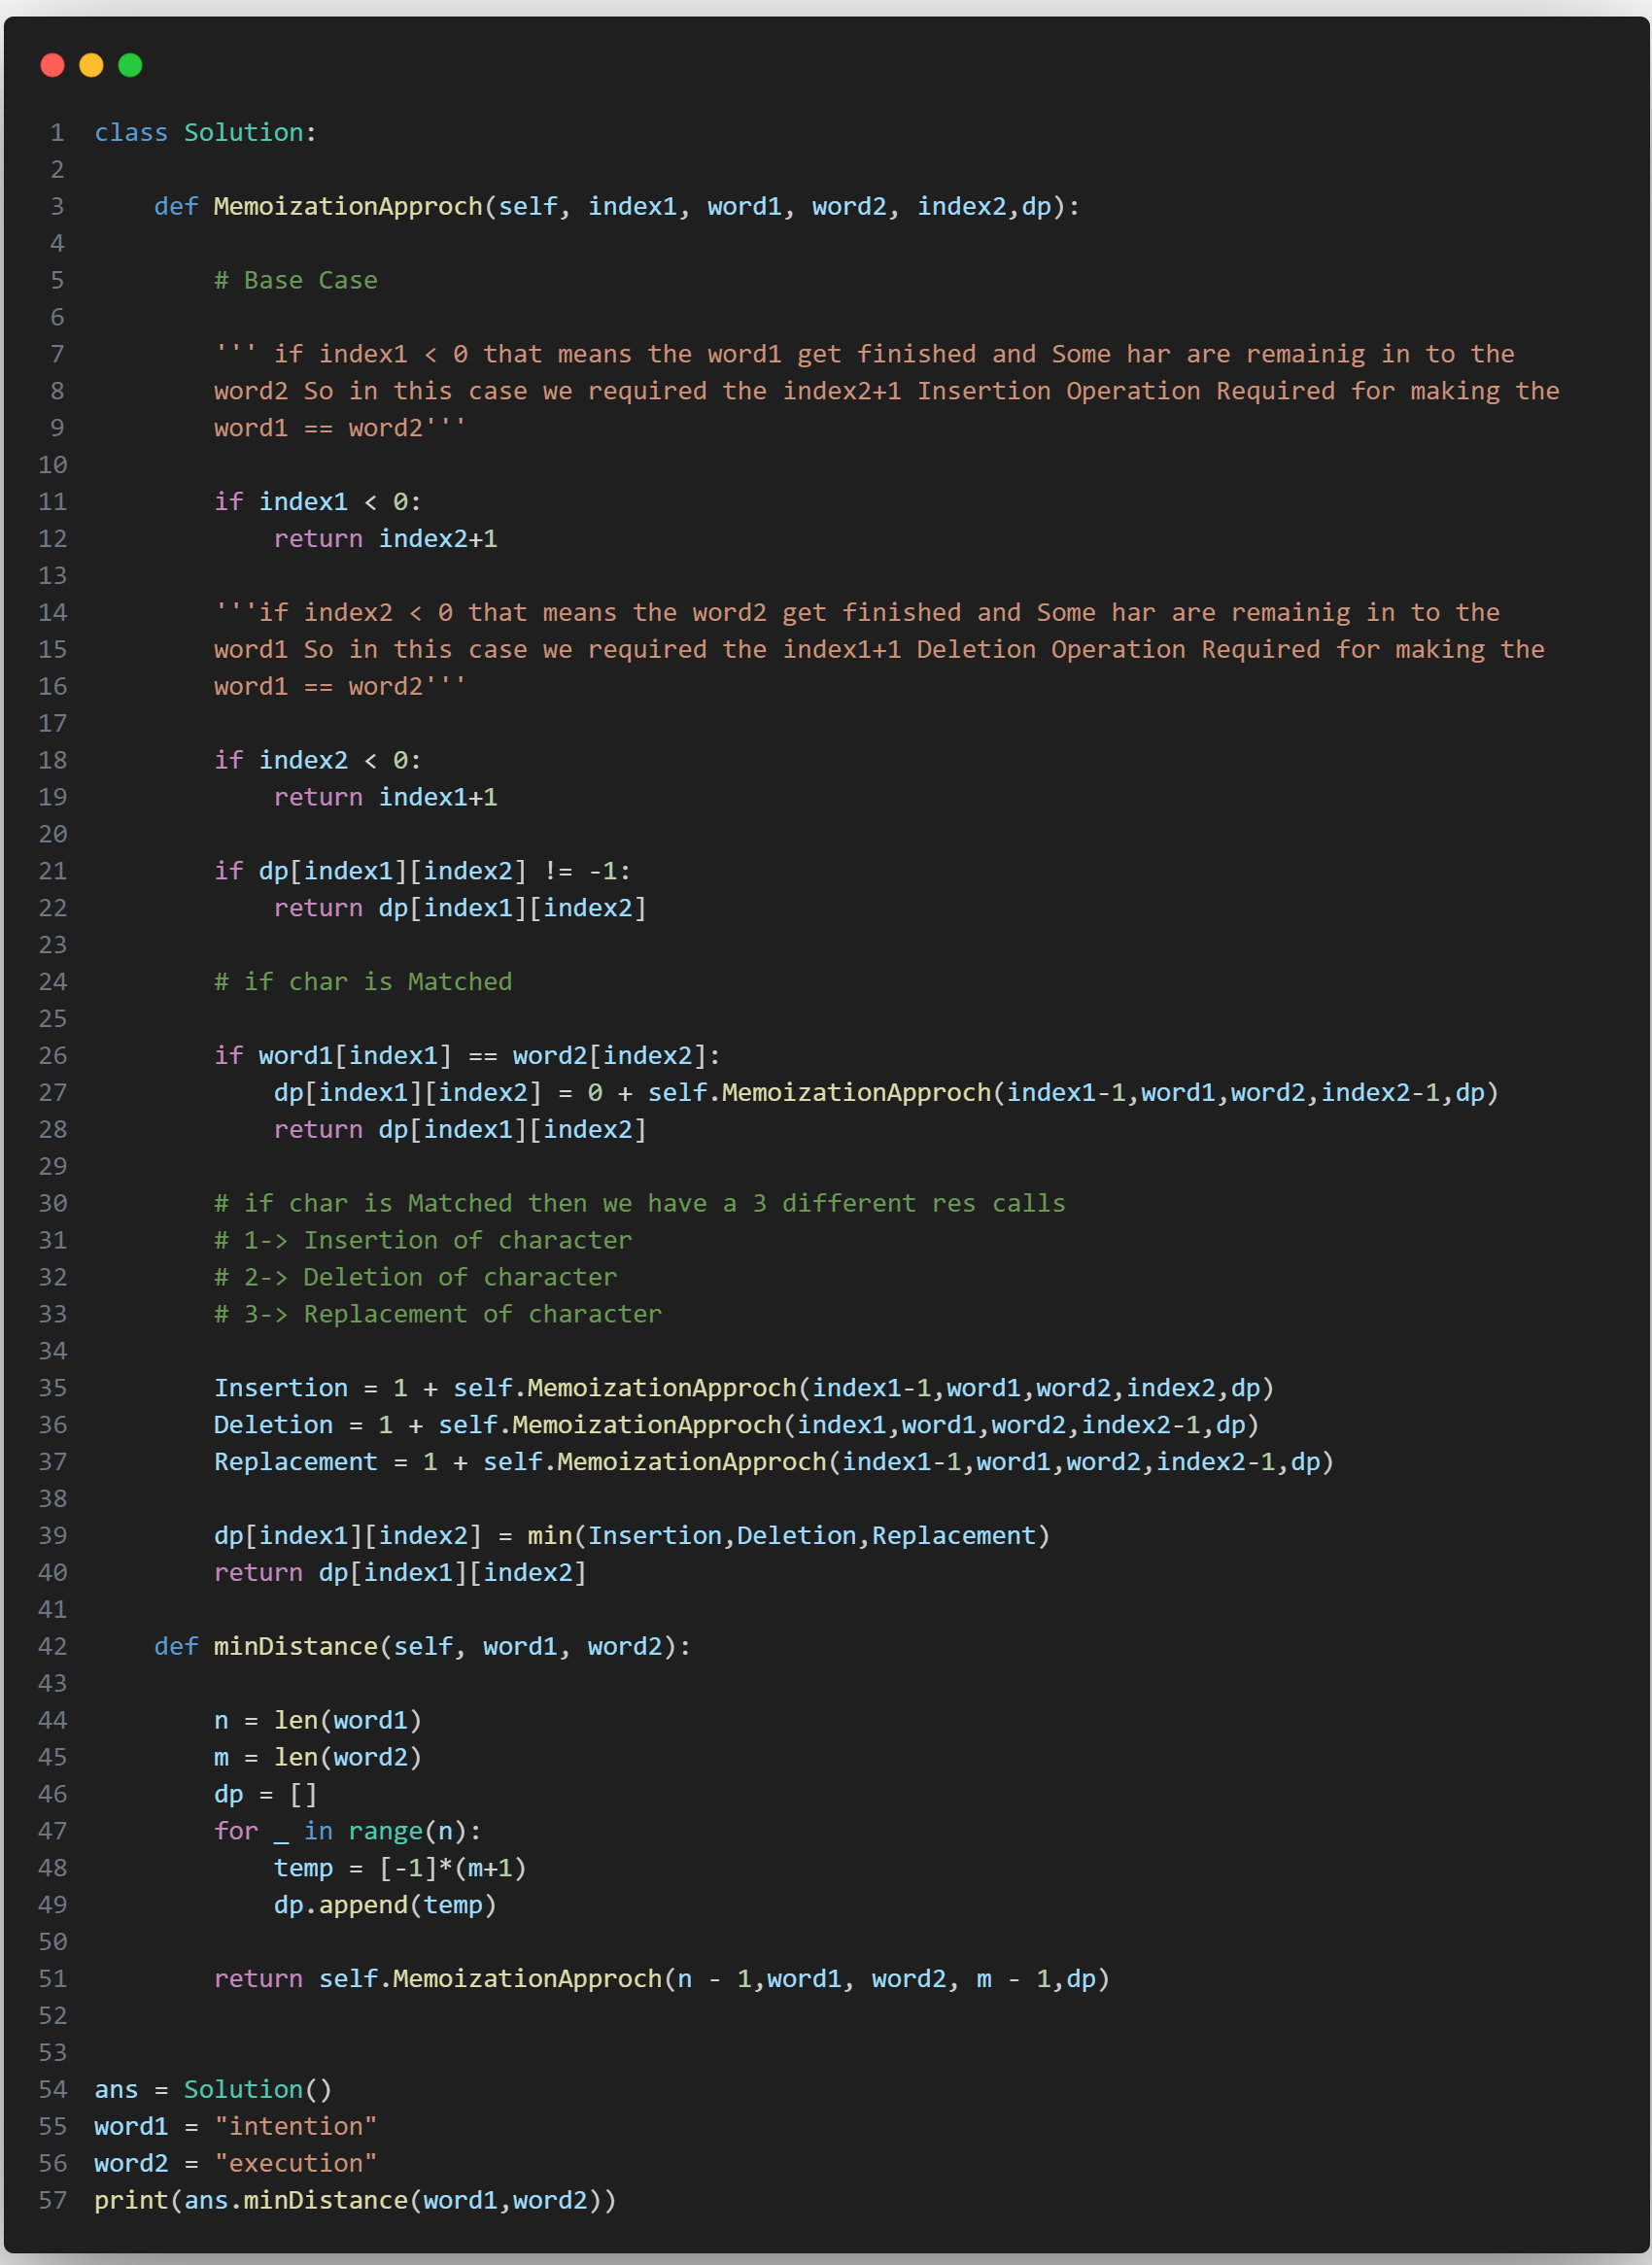 1 class Solution:
2
3     def MemoizationApproch(self, index1, word1, word2, index2,dp):
4
5         # Base Case
6
7         ''' if index1 < 0 that means the word1 get finished and Some har are remainig in to the
8         word2 So in this case we required the index2+1 Insertion Operation Required for making the
9         word1 == word2'''
10
11         if index1 < 0:
12             return index2+1
13
14         '''if index2 < 0 that means the word2 get finished and Some har are remainig in to the
15         word1 So in this case we required the index1+1 Deletion Operation Required for making the
16         word1 == word2'''
17
18         if index2 < 0:
19             return index1+1
20
21         if dp[index1][index2] != -1:
22             return dp[index1][index2]
23
24         # if char is Matched
25
26         if word1[index1] == word2[index2]:
27             dp[index1][index2] = 0 + self.MemoizationApproch(index1-1,word1,word2,index2-1,dp)
28             return dp[index1][index2]
29
30         # if char is Matched then we have a 3 different res calls
31         # 1-> Insertion of character
32         # 2-> Deletion of character
33         # 3-> Replacement of character
34
35         Insertion = 1 + self.MemoizationApproch(index1-1,word1,word2,index2,dp)
36         Deletion = 1 + self.MemoizationApproch(index1,word1,word2,index2-1,dp)
37         Replacement = 1 + self.MemoizationApproch(index1-1,word1,word2,index2-1,dp)
38
39         dp[index1][index2] = min(Insertion,Deletion,Replacement)
40         return dp[index1][index2]
41
42     def minDistance(self, word1, word2):
43
44         n = len(word1)
45         m = len(word2)
46         dp = []
47         for _ in range(n):
48             temp = [-1]*(m+1)
49             dp.append(temp)
50
51         return self.MemoizationApproch(n - 1,word1, word2, m - 1,dp)
52
53
54 ans = Solution()
55 word1 = "intention"
56 word2 = "execution"
57 print(ans.minDistance(word1,word2))